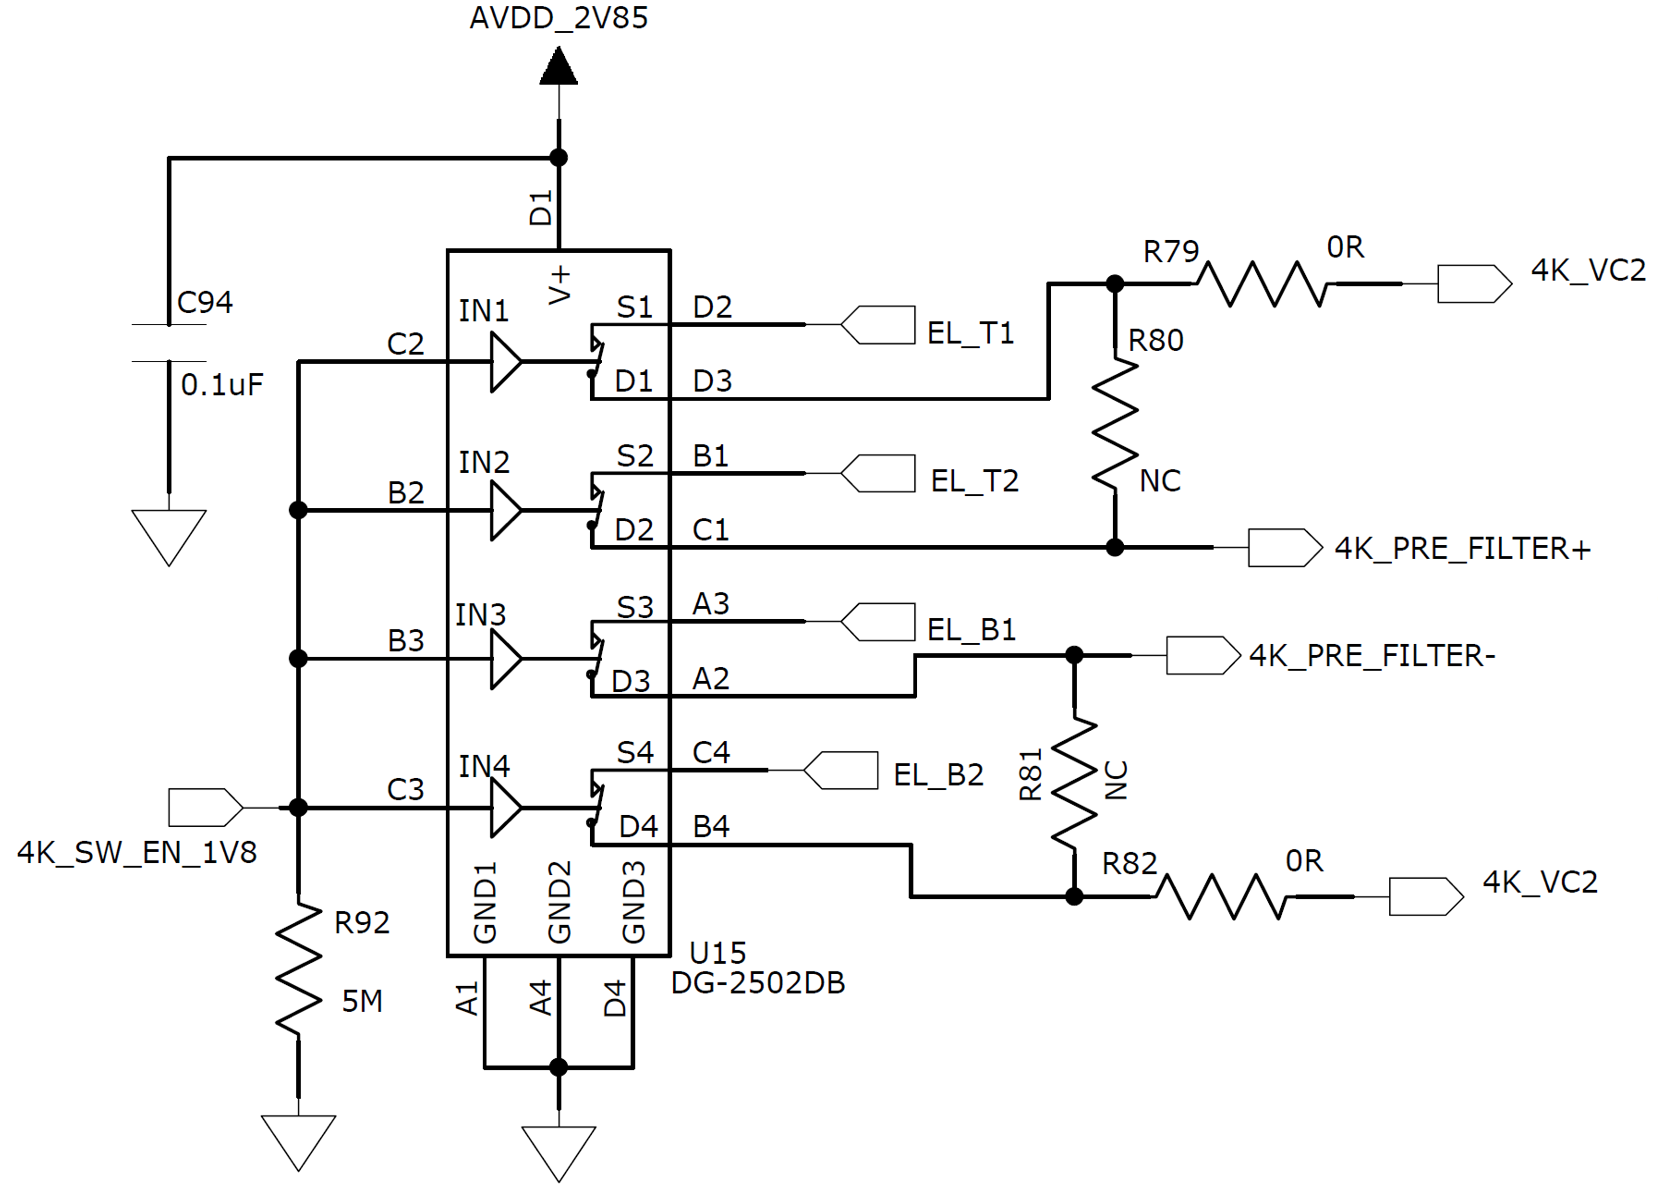 AVDD_2V85
D1
V+
C94
0.1uF
IN1
C2
S1
D2
EL_T1
D1
D3
R79
0R
4K_VC2
R80
NC
IN2
B2
S2
B1
EL_T2
D2
C1
4K_PRE_FILTER+
IN3
B3
S3
A3
EL_B1
D3
A2
4K_PRE_FILTER-
R81
NC
IN4
C3
S4
C4
EL_B2
D4
B4
R82
0R
4K_VC2
4K_SW_EN_1V8
R92
5M
GND1
GND2
GND3
U15
DG-2502DB
A1
A4
D4